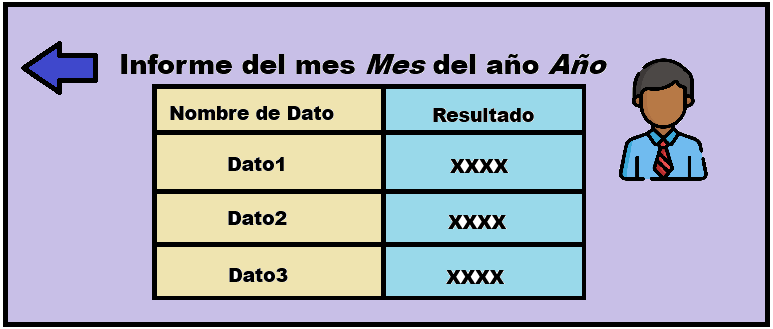 Informe del mes Mes del año Año
Nombre de Dato Resultado
Dato1 XXXX
Dato2 XXXX
Dato3 XXXX